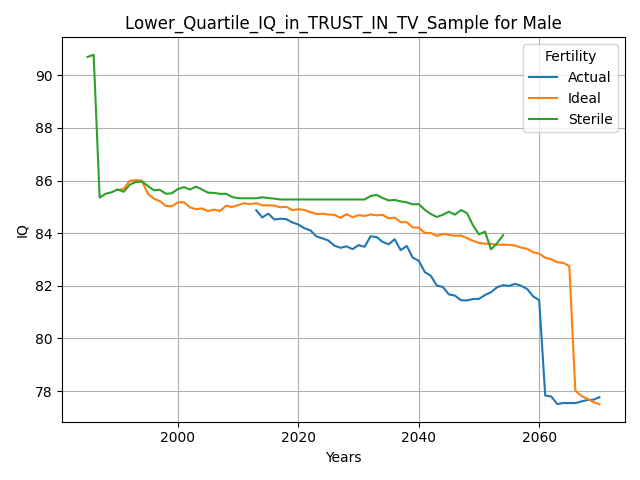 Lower_Quartile_IQ_in_TRUST_IN_TV_Sample for Male
Fertility
Actual
Ideal
Sterile
IQ
90
88
86
84
82
80
78
2000 2020 2040 2060
Years